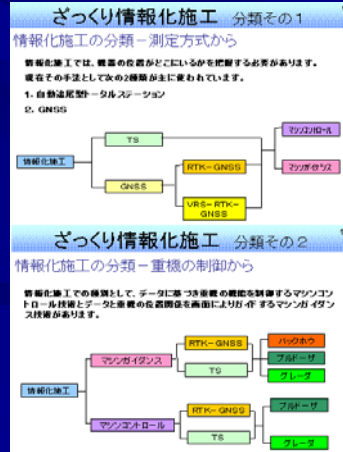 ざっくり情報化施工 分類その1
情報化施工の分類－測定方式から
情報化施工では、機器の位置がどこにいるかを把握する必要があります。
現在その手法として次の2種類が主に使われています。
1. 自動追尾型トータルステーション
2. GNSS
情報化施工
TS
GNSS
RTK-GNSS
VRS-RTK-
GNSS
マシンコントロール
マシンガイダンス
ざっくり情報化施工 分類その2
情報化施工の分類－重機の制御から
情報化施工での種別として、データに基づき重機の機能を制御するマシンコン
トロール技術とデータと重機の位置関係を画面によりガイドするマシンガイダン
ス技術があります。
情報化施工
マシンガイダンス
マシンコントロール
RTK-GNSS
TS
RTK-GNSS
TS
バックホウ
ブルドーザ
グレーダ
ブルドーザ
グレーダ